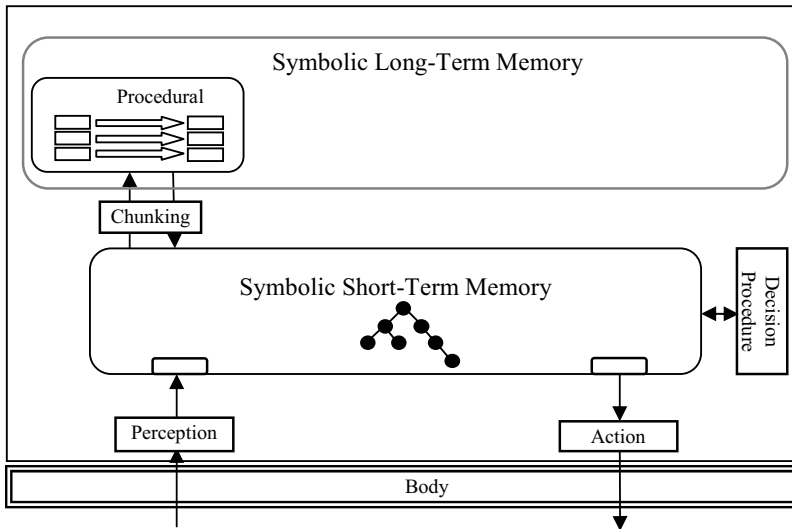 Symbolic Long-Term Memory
Procedural
Chunking
Symbolic Short-Term Memory
Decision
Procedure
Perception
Action
Body